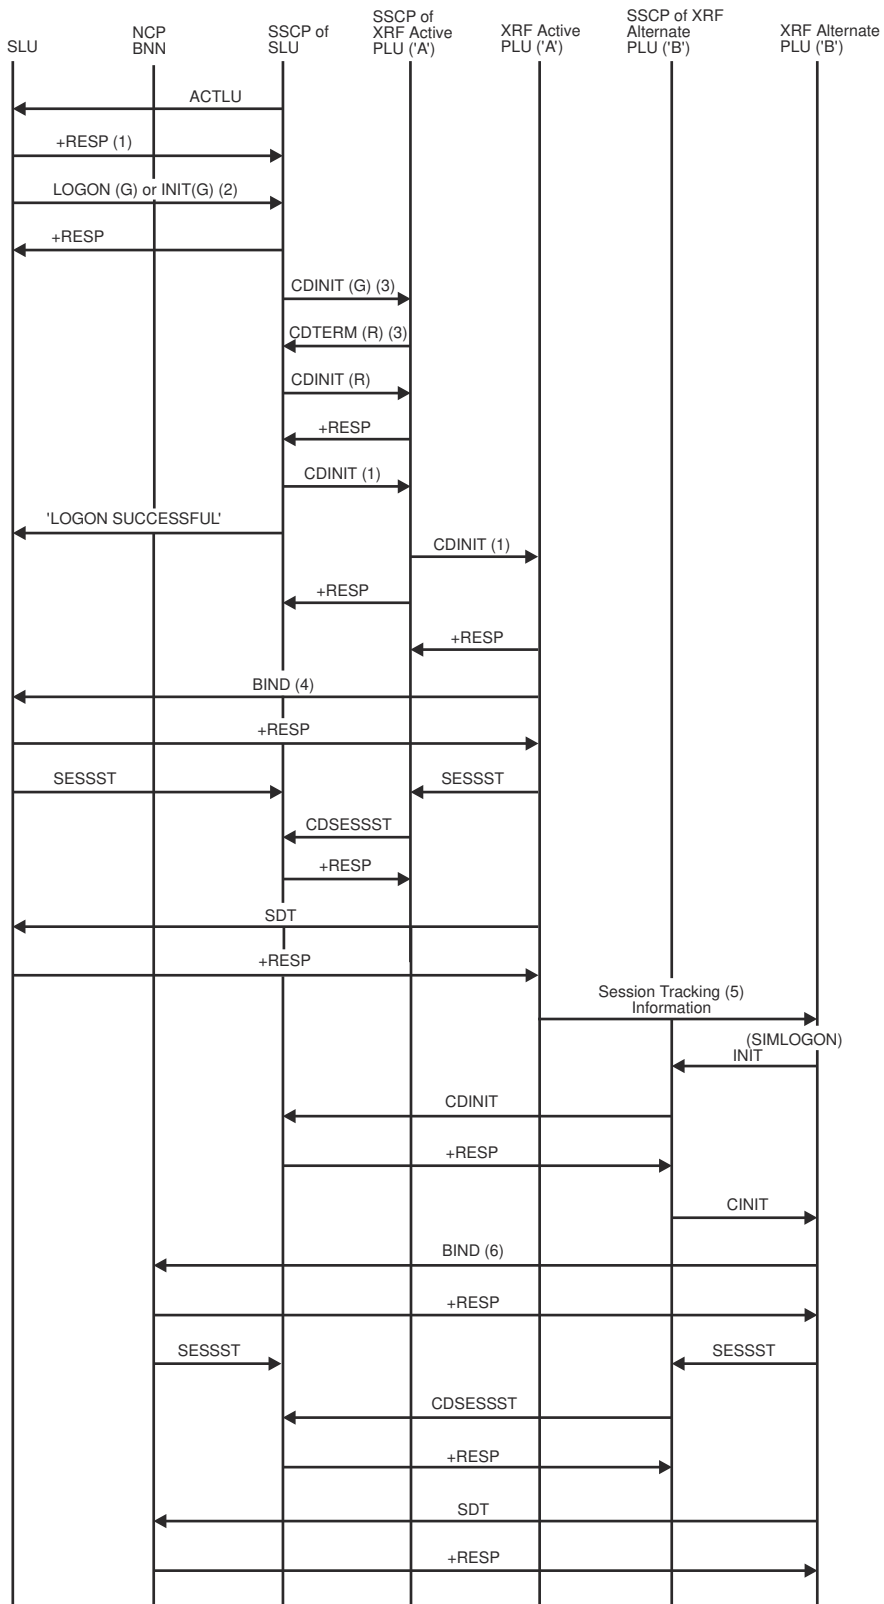 SLU
NCP
BNN
SSCP of
SLU
SSCP of
XRF Active
PLU ('A')
XRF Active
PLU ('A')
SSCP of XRF
Alternate
PLU ('B')
XRF Alternate
PLU ('B')
ACTLU
+RESP (1)
LOGON (G) or INIT(G) (2)
+RESP
CDINIT (G) (3)
CDTERM (R) (3)
CDINIT (R)
+RESP
CDINIT (1)
'LOGON SUCCESSFUL'
CDINIT (1)
+RESP
+RESP
BIND (4)
+RESP
SESSST
SESSST
CDSESSST
+RESP
SDT
+RESP
Session Tracking (5)
Information
(SIMLOGON)
INIT
CDINIT
+RESP
CINIT
BIND (6)
+RESP
SESSST
SESSST
CDSESSST
+RESP
SDT
+RESP